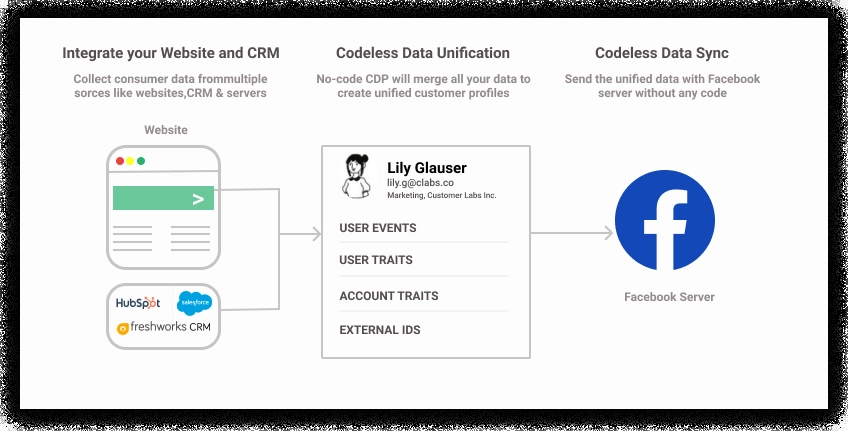 Integrate your Website and CRM
Collect consumer data frommultiple
sorces like websites,CRM & servers
Codeless Data Unification
No-code CDP will merge all your data to
create unified customer profiles
Codeless Data Sync
Send the unified data with Facebook
server without any code
Website
>
HubSpot
salesforce
freshworks CRM
Lily Glauser
lily.g@clabs.co
Marketing, Customer Labs Inc.
USER EVENTS
USER TRAITS
ACCOUNT TRAITS
EXTERNAL IDS
f
Facebook Server